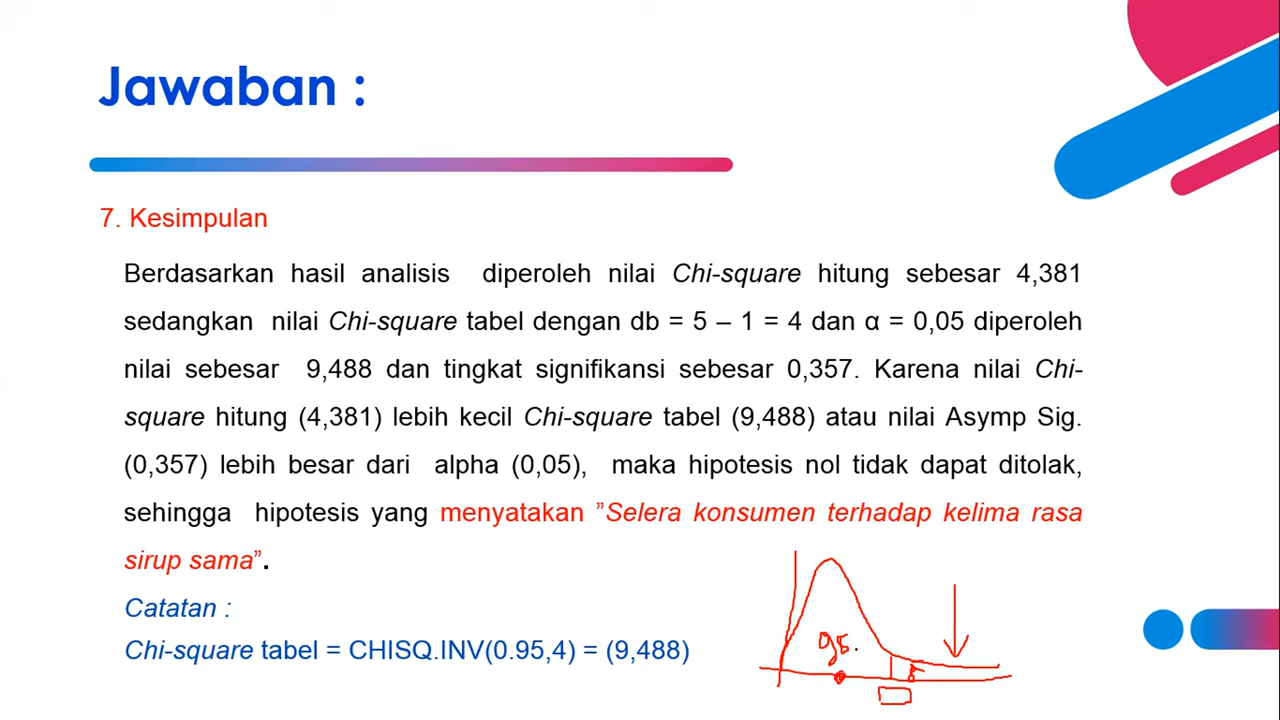 Jawaban :
7. Kesimpulan
Berdasarkan hasil analisis diperoleh nilai Chi-square hitung sebesar 4,381
sedangkan nilai Chi-square tabel dengan db = 5 – 1 = 4 dan α = 0,05 diperoleh
nilai sebesar 9,488 dan tingkat signifikansi sebesar 0,357. Karena nilai Chi-
square hitung (4,381) lebih kecil Chi-square tabel (9,488) atau nilai Asymp Sig.
(0,357) lebih besar dari alpha (0,05), maka hipotesis nol tidak dapat ditolak,
sehingga hipotesis yang menyatakan ”Selera konsumen terhadap kelima rasa
sirup sama”.
Catatan :
Chi-square tabel = CHISQ.INV(0.95,4) = (9,488)